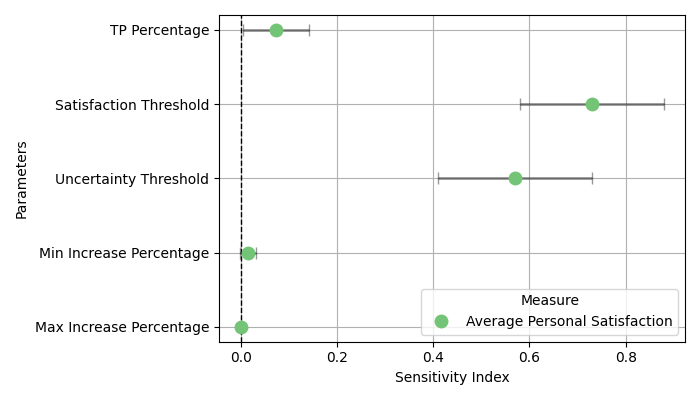 TP Percentage
Satisfaction Threshold
Uncertainty Threshold
Min Increase Percentage
Max Increase Percentage
Parameters
Measure
Average Personal Satisfaction
0.0 0.2 0.4 0.6 0.8
Sensitivity Index